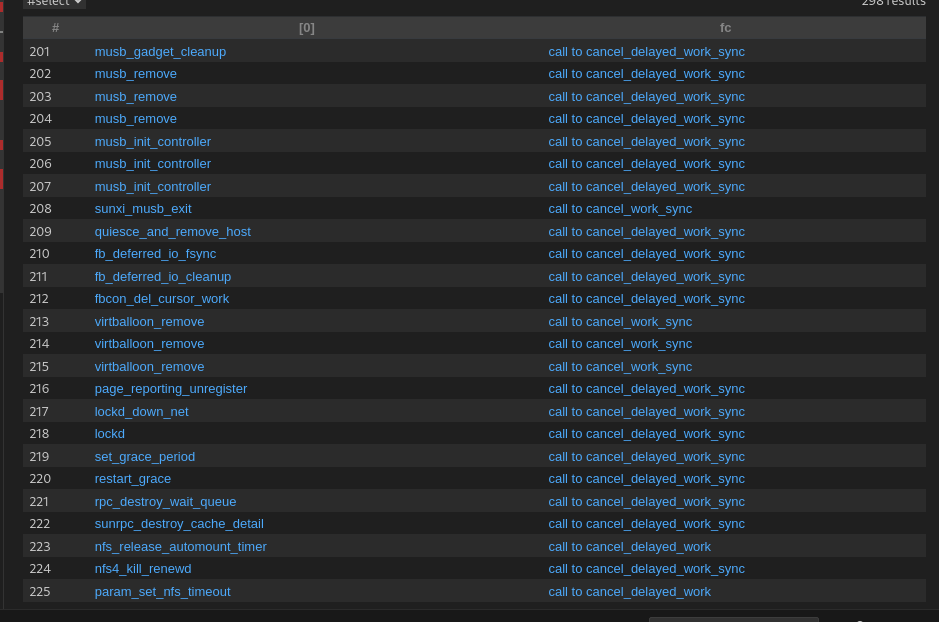 #select
298 results
# [0] fc
201 musb_gadget_cleanup call to cancel_delayed_work_sync
202 musb_remove call to cancel_delayed_work_sync
203 musb_remove call to cancel_delayed_work_sync
204 musb_remove call to cancel_delayed_work_sync
205 musb_init_controller call to cancel_delayed_work_sync
206 musb_init_controller call to cancel_delayed_work_sync
207 musb_init_controller call to cancel_delayed_work_sync
208 sunxi_musb_exit call to cancel_work_sync
209 quiesce_and_remove_host call to cancel_delayed_work_sync
210 fb_deferred_io_fsync call to cancel_delayed_work_sync
211 fb_deferred_io_cleanup call to cancel_delayed_work_sync
212 fbcon_del_cursor_work call to cancel_delayed_work_sync
213 virtballoon_remove call to cancel_work_sync
214 virtballoon_remove call to cancel_work_sync
215 virtballoon_remove call to cancel_work_sync
216 page_reporting_unregister call to cancel_delayed_work_sync
217 lockd_down_net call to cancel_delayed_work_sync
218 lockd call to cancel_delayed_work_sync
219 set_grace_period call to cancel_delayed_work_sync
220 restart_grace call to cancel_delayed_work_sync
221 rpc_destroy_wait_queue call to cancel_delayed_work_sync
222 sunrpc_destroy_cache_detail call to cancel_delayed_work_sync
223 nfs_release_automount_timer call to cancel_delayed_work
224 nfs4_kill_renewd call to cancel_delayed_work_sync
225 param_set_nfs_timeout call to cancel_delayed_work